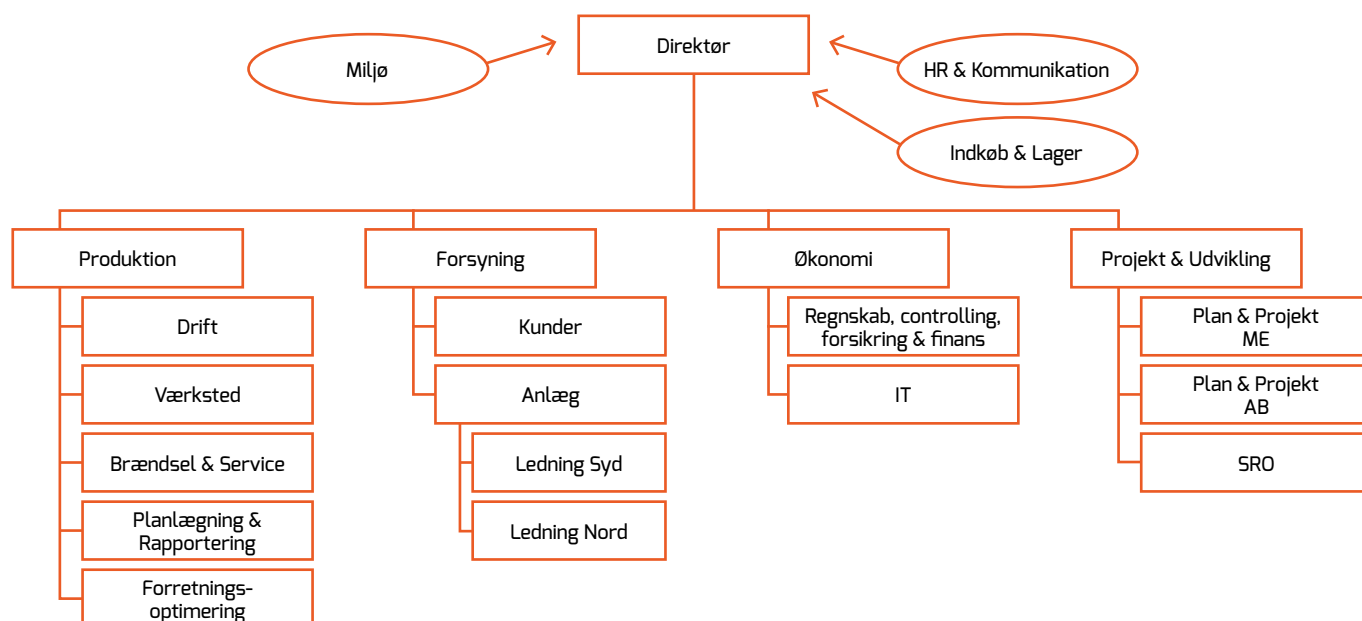 Direktør
Miljø
HR & Kommunikation
Indkøb & Lager
Produktion
Forsyning
Økonomi
Projekt & Udvikling
Drift
Værksted
Brændsel & Service
Planlægning &
Rapportering
Forretnings-
optimering
Kunder
Anlæg
Ledning Syd
Ledning Nord
Regnskab, controlling,
forsikring & finans
IT
Plan & Projekt
ME
Plan & Projekt
AB
SRO